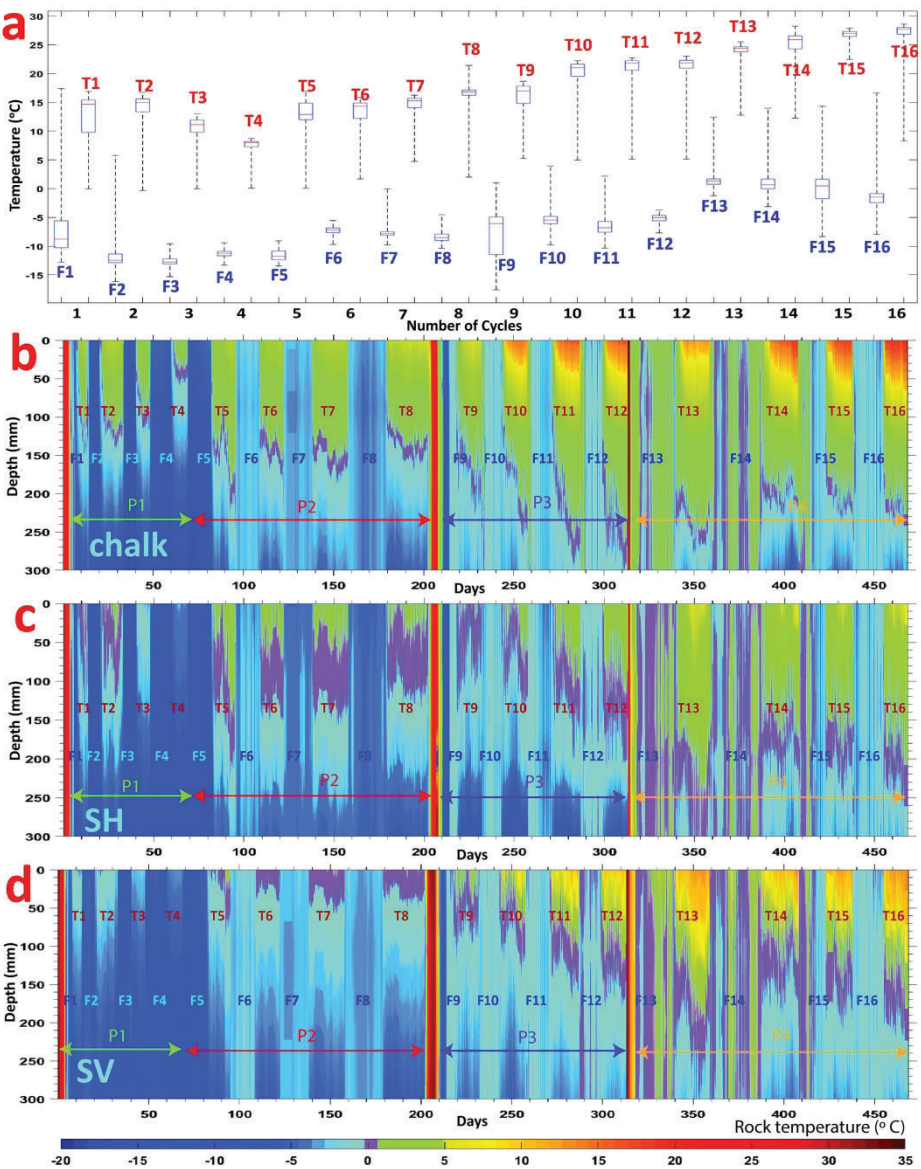 a
30
25
20
15
10
5
0
-5
-10
-15
Temperature (°C)
T1 T2 T3 T4 T5 T6 T7 T8 T9 T10 T11 T12 T13 T14 T15 T16
F1 F2 F3 F4 F5 F6 F7 F8 F9 F10 F11 F12 F13 F14 F15 F16
1 2 3 4 5 6 7 8 9 10 11 12 13 14 15 16
Number of Cycles
b
0
50
100
150
200
250
300
Depth (mm)
T1 T2 T3 T4 T5 T6 T7 T8 T9 T10 T11 T12 T13 T14 T15 T16
F1 F2 F3 F4 F5 F6 F7 F8 F9 F10 F11 F12 F13 F14 F15 F16
P1 P2 P3 P4
chalk
50 100 150 200 250 300 350 400 450
Days
c
0
50
100
150
200
250
300
Depth (mm)
T1 T2 T3 T4 T5 T6 T7 T8 T9 T10 T11 T12 T13 T14 T15 T16
F1 F2 F3 F4 F5 F6 F7 F8 F9 F10 F11 F12 F13 F14 F15 F16
P1 P2 P3 P4
SH
50 100 150 200 250 300 350 400 450
Days
d
0
50
100
150
200
250
300
Depth (mm)
T1 T2 T3 T4 T5 T6 T7 T8 T9 T10 T11 T12 T13 T14 T15 T16
F1 F2 F3 F4 F5 F6 F7 F8 F9 F10 F11 F12 F13 F14 F15 F16
P1 P2 P3 P4
SV
50 100 150 200 250 300 350 400 450
Days
Rock temperature (º C)
-20 -15 -10 -5 0 5 10 15 20 25 30 35